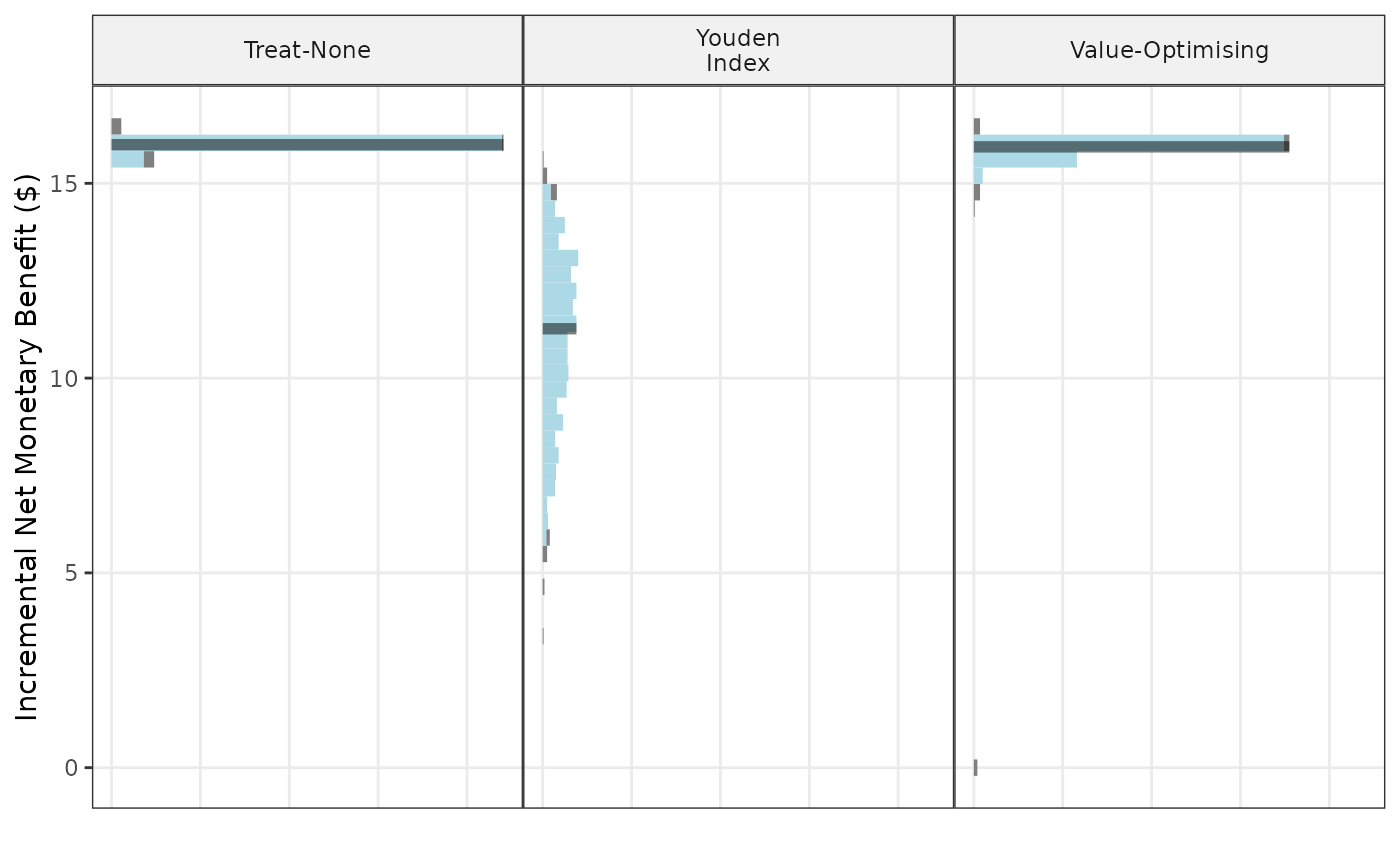 Treat-None
Youden
Index
Value-Optimising
Incremental Net Monetary Benefit ($)
15
10
5
0